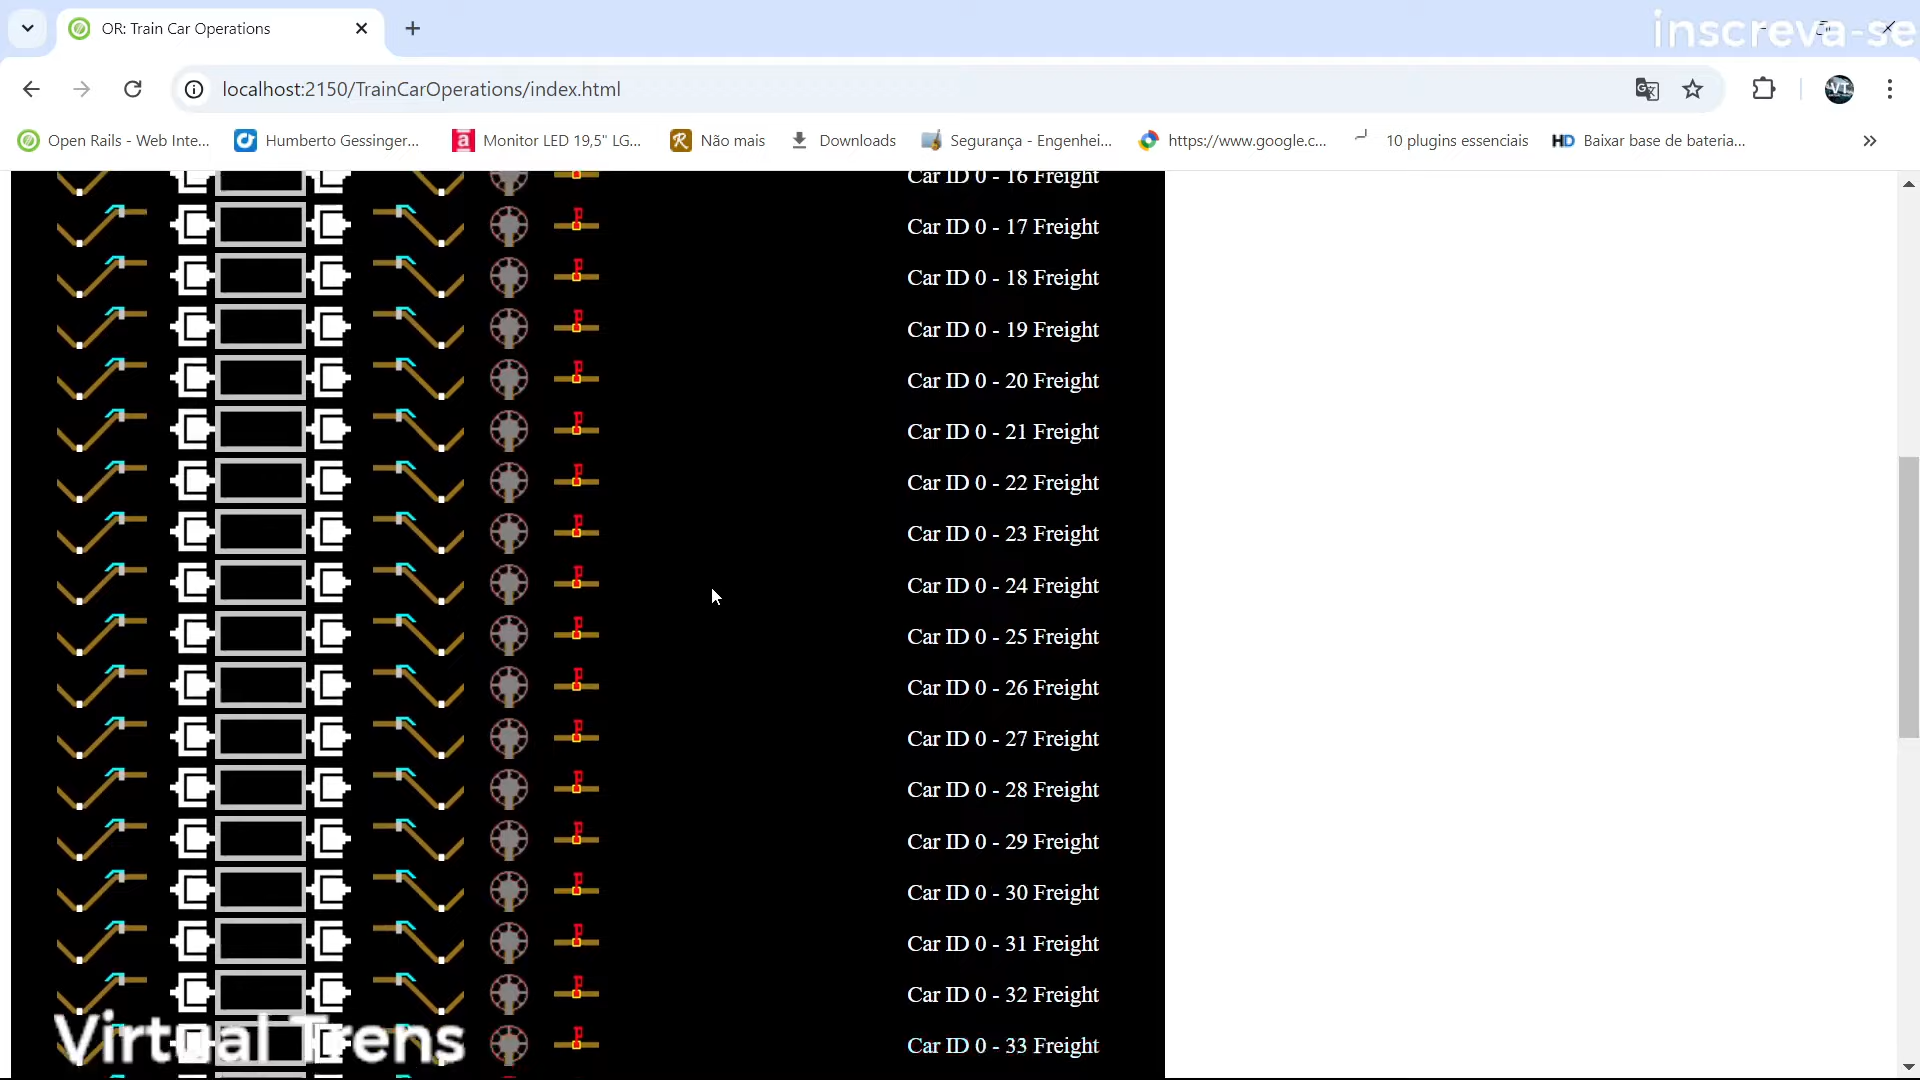 OR: Train Car Operations
inscreva-se
localhost:2150/TrainCarOperations/index.html
VT
Open Rails - Web Inte...
Humberto Gessinger...
Monitor LED 19,5" LG...
Não mais
Downloads
Segurança - Engenhei...
https://www.google.c...
10 plugins essenciais
HD Baixar base de bateria...
Car ID 0 - 16 Freight
Car ID 0 - 17 Freight
Car ID 0 - 18 Freight
Car ID 0 - 19 Freight
Car ID 0 - 20 Freight
Car ID 0 - 21 Freight
Car ID 0 - 22 Freight
Car ID 0 - 23 Freight
Car ID 0 - 24 Freight
Car ID 0 - 25 Freight
Car ID 0 - 26 Freight
Car ID 0 - 27 Freight
Car ID 0 - 28 Freight
Car ID 0 - 29 Freight
Car ID 0 - 30 Freight
Car ID 0 - 31 Freight
Car ID 0 - 32 Freight
Virtual Trens
Car ID 0 - 33 Freight